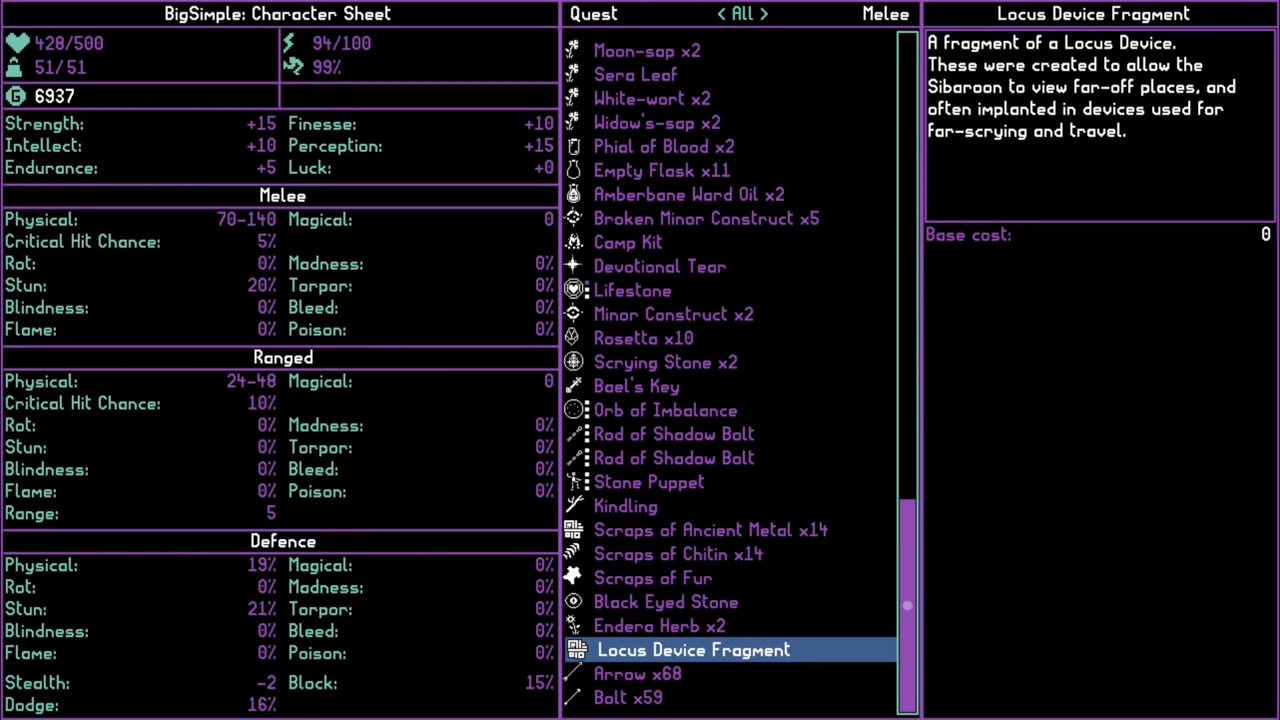 BigSimple: Character Sheet
428/500 94/100
51/51 99%
6937
Strength: +15 Finesse: +10
Intellect: +10 Perception: +15
Endurance: +5 Luck: +0
Melee
Physical: 70-140 Magical: 0
Critical Hit Chance: 5%
Rot: 0% Madness: 0%
Stun: 20% Torpor: 0%
Blindness: 0% Bleed: 0%
Flame: 0% Poison: 0%
Ranged
Physical: 24-48 Magical: 0
Critical Hit Chance: 10%
Rot: 0% Madness: 0%
Stun: 0% Torpor: 0%
Blindness: 0% Bleed: 0%
Flame: 0% Poison: 0%
Range: 5
Defence
Physical: 19% Magical: 0%
Rot: 0% Madness: 0%
Stun: 21% Torpor: 0%
Blindness: 0% Bleed: 0%
Flame: 0% Poison: 0%
Stealth: -2 Block: 15%
Dodge: 16%
Quest < All > Melee
Moon-sap x2
Sera Leaf
White-wort x2
Widow's-sap x2
Phial of Blood x2
Empty Flask x11
Amberbane Ward Oil x2
Broken Minor Construct x5
Camp Kit
Devotional Tear
Lifestone
Minor Construct x2
Rosetta x10
Scrying Stone x2
Bael's Key
Orb of Imbalance
Rod of Shadow Bolt
Rod of Shadow Bolt
Stone Puppet
Kindling
Scraps of Ancient Metal x14
Scraps of Chitin x14
Scraps of Fur
Black Eyed Stone
Endera Herb x2
Locus Device Fragment
Arrow x68
Bolt x59
Locus Device Fragment
A fragment of a Locus Device.
These were created to allow the
Sibaroon to view far-off places, and
often implanted in devices used for
far-scrying and travel.
Base cost: 0